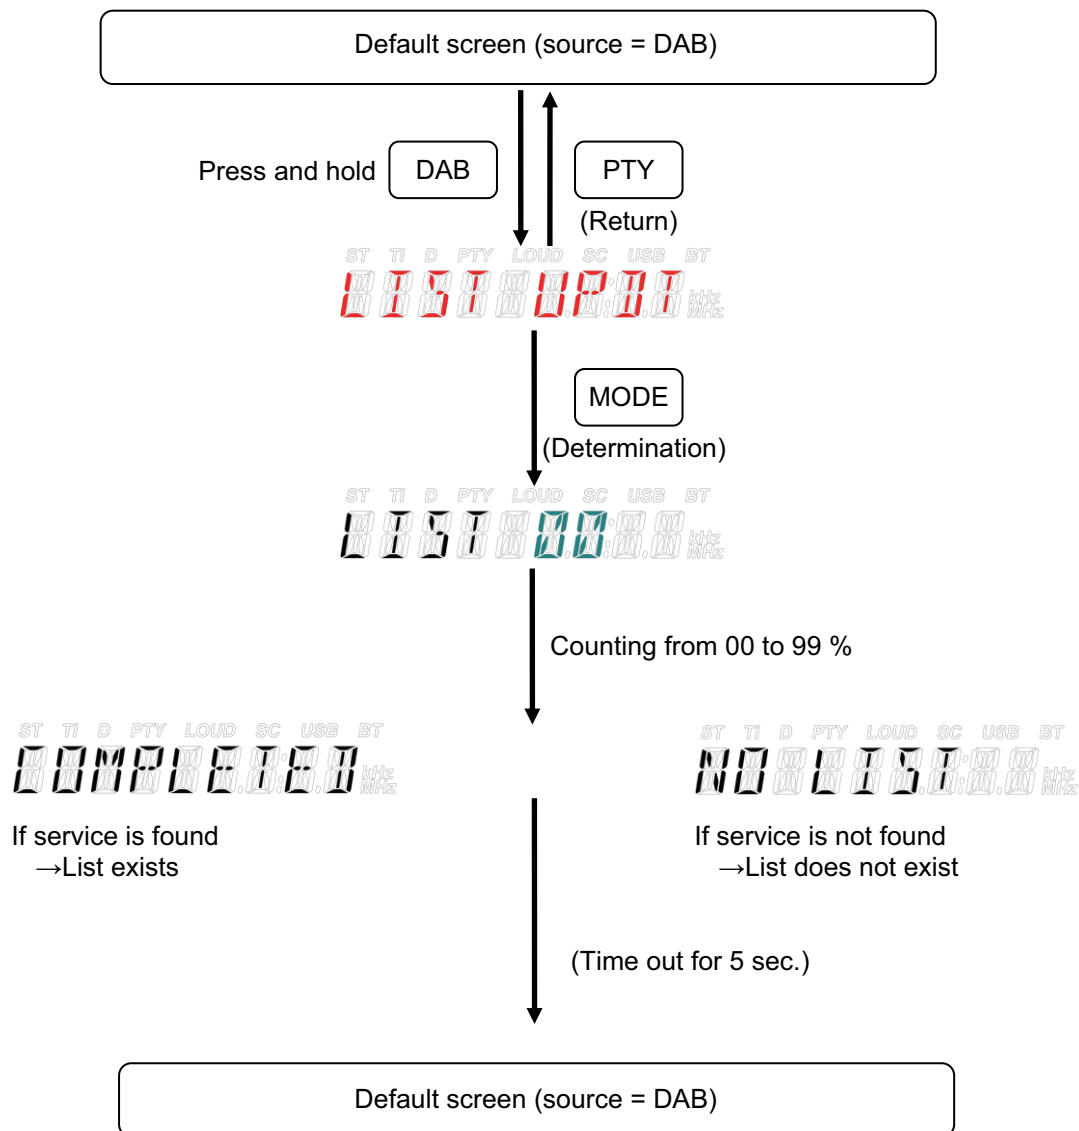 Default screen (source = DAB)
Press and hold DAB PTY
(Return)
ST TI D PTY LOUD SC USB BT
LIST UPDT kHz
MHz
MODE
(Determination)
ST TI D PTY LOUD SC USB BT
LIST 00 kHz
MHz
Counting from 00 to 99 %
ST TI D PTY LOUD SC USB BT
COMPLETED kHz
MHz
If service is found
→List exists
ST TI D PTY LOUD SC USB BT
NO LIST kHz
MHz
If service is not found
→List does not exist
(Time out for 5 sec.)
Default screen (source = DAB)